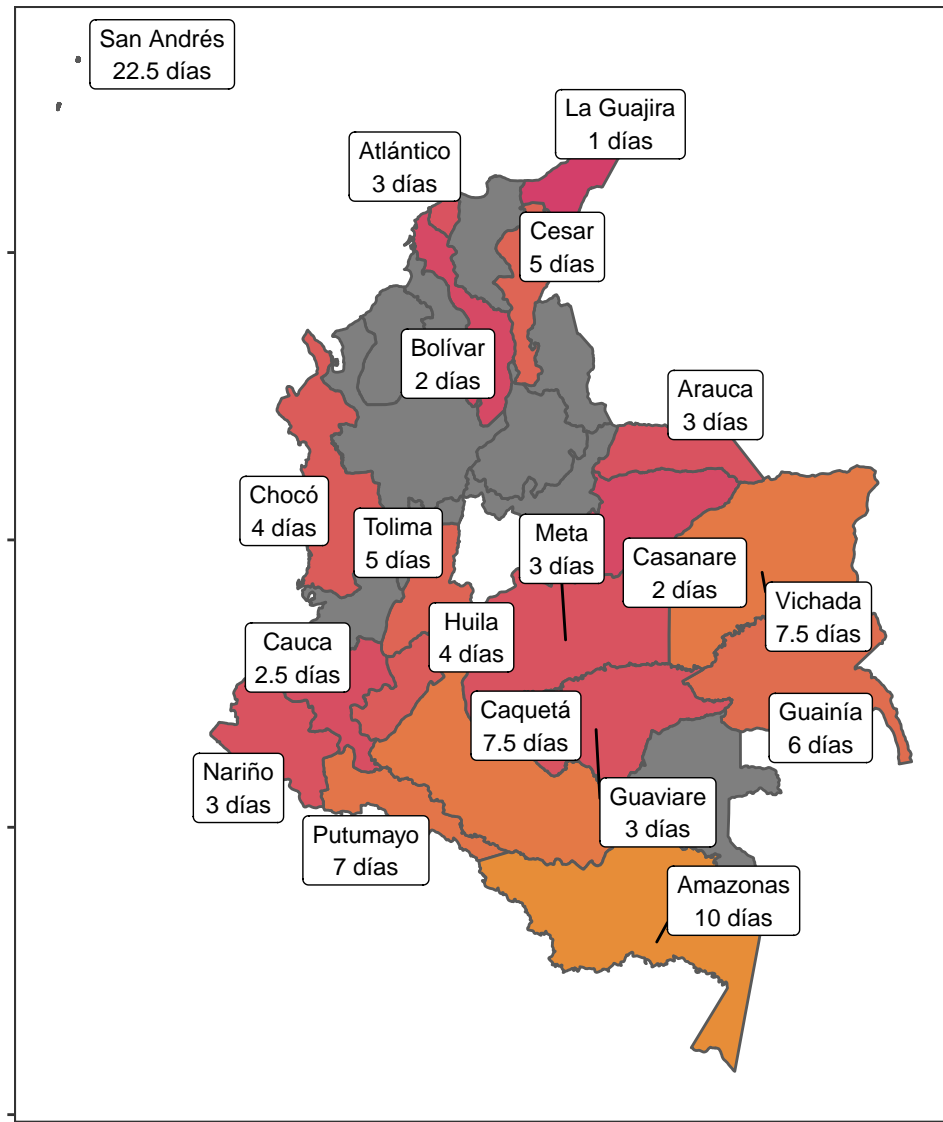 San Andrés
22.5 días
La Guajira
1 días
Atlántico
3 días
Cesar
5 días
Bolívar
2 días
Arauca
3 días
Chocó
4 días
Tolima
5 días
Meta
3 días
Casanare
2 días
Vichada
7.5 días
Huila
4 días
Cauca
2.5 días
Caquetá
7.5 días
Guainía
6 días
Nariño
3 días
Guaviare
3 días
Putumayo
7 días
Amazonas
10 días